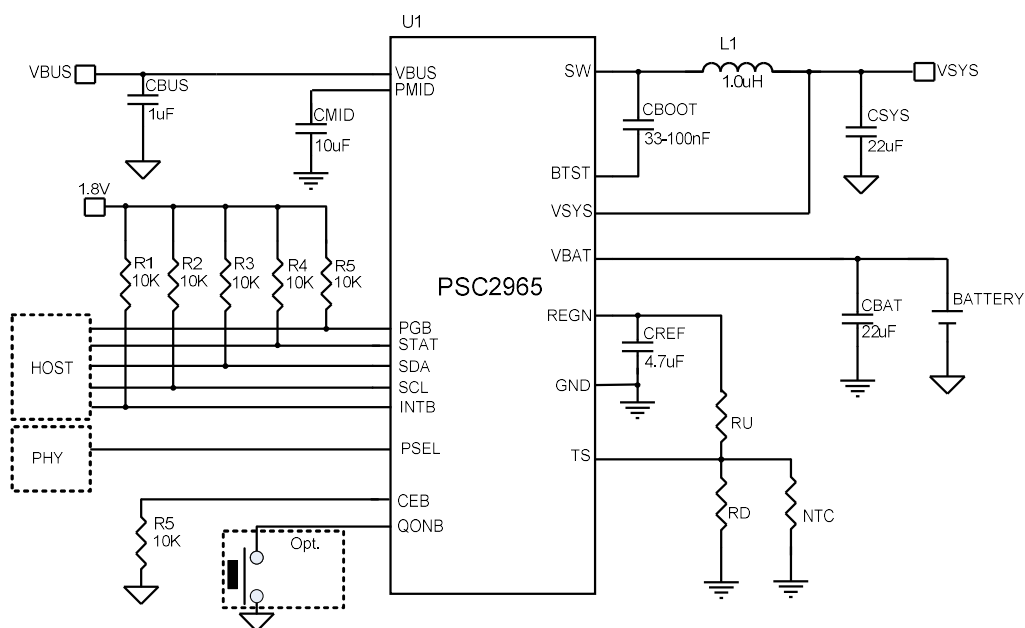 U1
VBUS
VBUS
PMID
CBUS
1uF
CMID
10uF
1.8V
R1
10K
R2
10K
R3
10K
R4
10K
R5
10K
HOST
PGB
STAT
SDA
SCL
INTB
PHY
PSEL
CEB
R5
10K
QONB
Opt.
PSC2965
SW
L1
1.0uH
VSYS
CBOOT
33-100nF
CSYS
22uF
BTST
VSYS
VBAT
CBAT
22uF
BATTERY
REGN
CREF
4.7uF
GND
RU
TS
RD
NTC